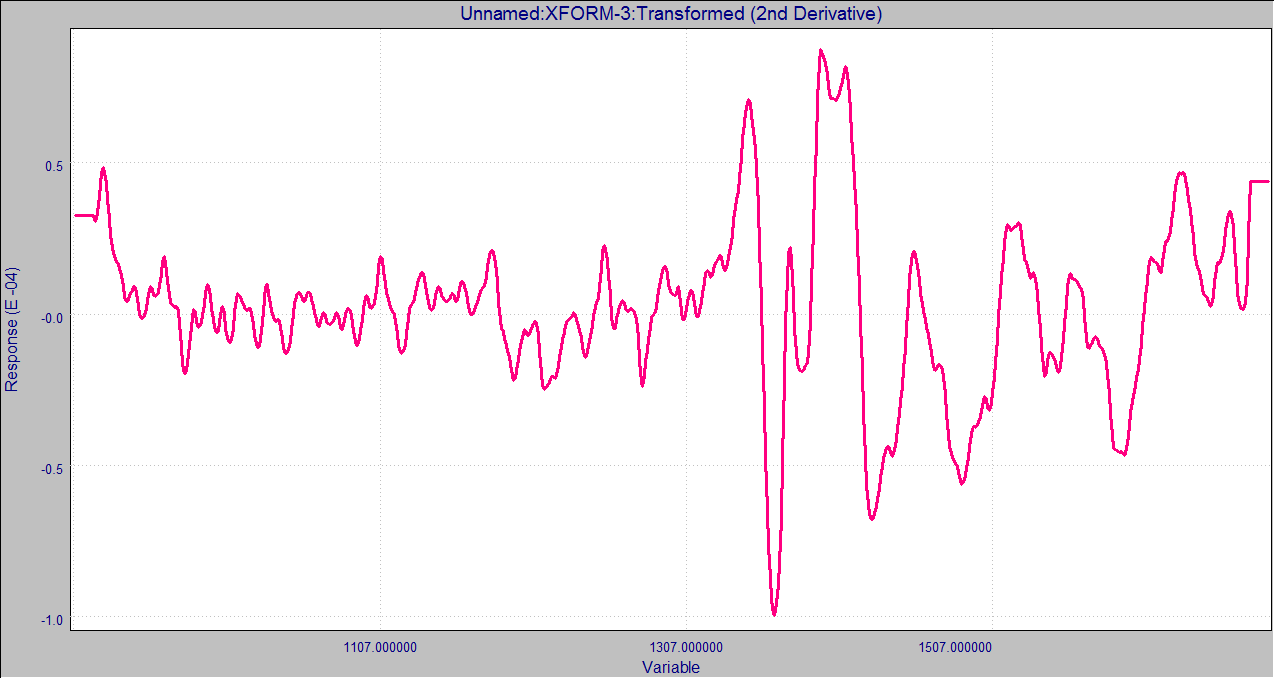 Unnamed:XFORM-3:Transformed (2nd Derivative)
Response (E -04)
0.5
-0.0
-0.5
-1.0
1107.000000 1307.000000 1507.000000
Variable